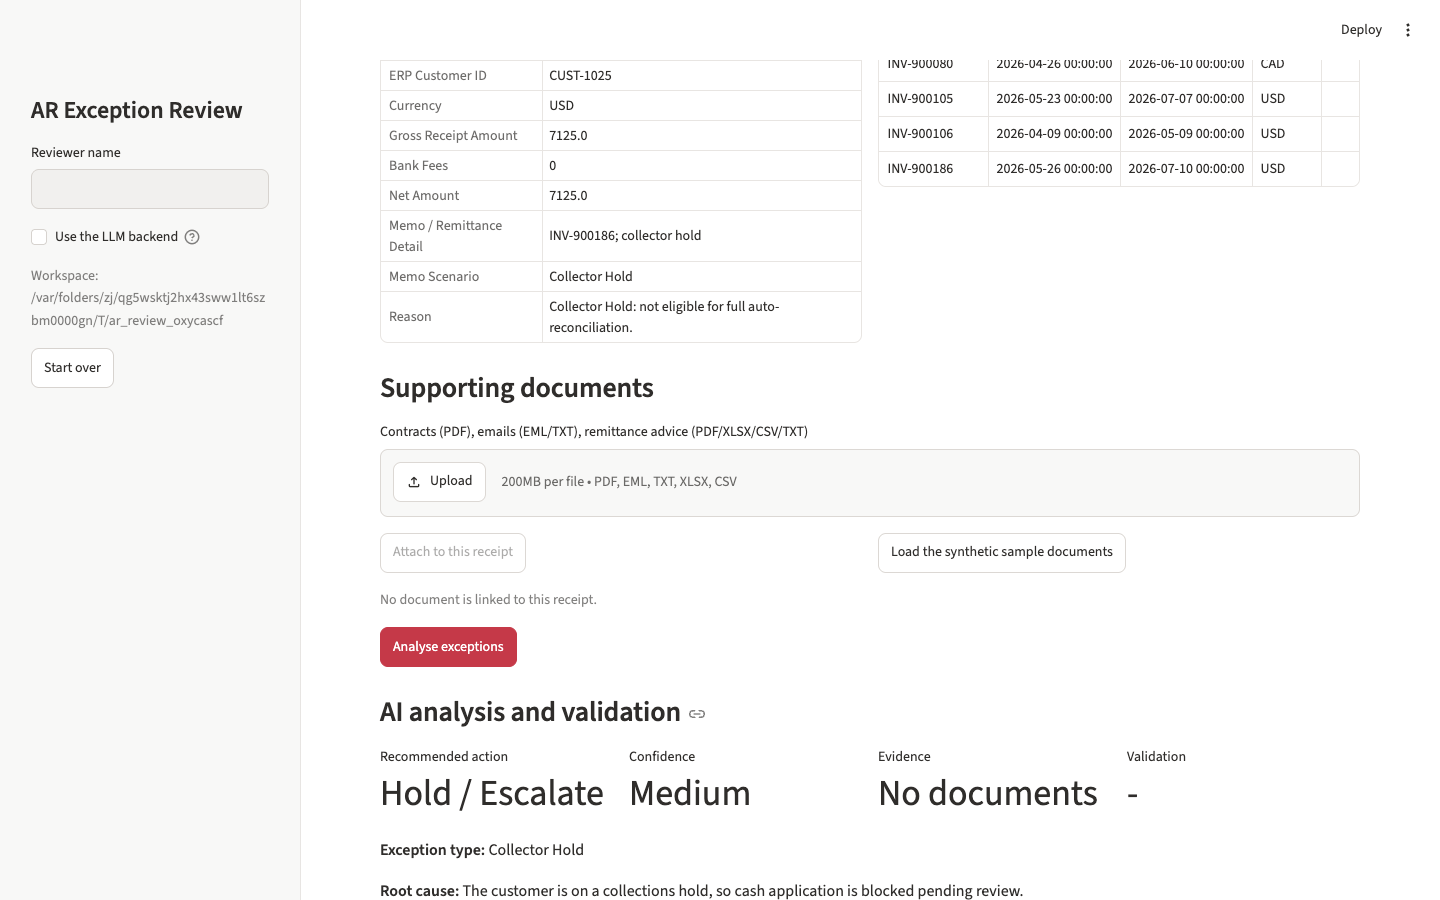 Deploy
AR Exception Review
Reviewer name
Use the LLM backend
Workspace:
/var/folders/zj/qg5wsktj2hx43sww1lt6sz
bm0000gn/T/ar_review_oxycascf
Start over
ERP Customer ID CUST-1025
Currency USD
Gross Receipt Amount 7125.0
Bank Fees 0
Net Amount 7125.0
Memo / Remittance
Detail
INV-900186; collector hold
Memo Scenario Collector Hold
Reason
Collector Hold: not eligible for full auto-
reconciliation.
INV-900080 2026-04-26 00:00:00 2026-06-10 00:00:00 CAD
INV-900105 2026-05-23 00:00:00 2026-07-07 00:00:00 USD
INV-900106 2026-04-09 00:00:00 2026-05-09 00:00:00 USD
INV-900186 2026-05-26 00:00:00 2026-07-10 00:00:00 USD
Supporting documents
Contracts (PDF), emails (EML/TXT), remittance advice (PDF/XLSX/CSV/TXT)
Upload 200MB per file • PDF, EML, TXT, XLSX, CSV
Attach to this receipt
Load the synthetic sample documents
No document is linked to this receipt.
Analyse exceptions
AI analysis and validation
Recommended action
Hold / Escalate
Confidence
Medium
Evidence
No documents
Validation
-
Exception type: Collector Hold
Root cause: The customer is on a collections hold, so cash application is blocked pending review.